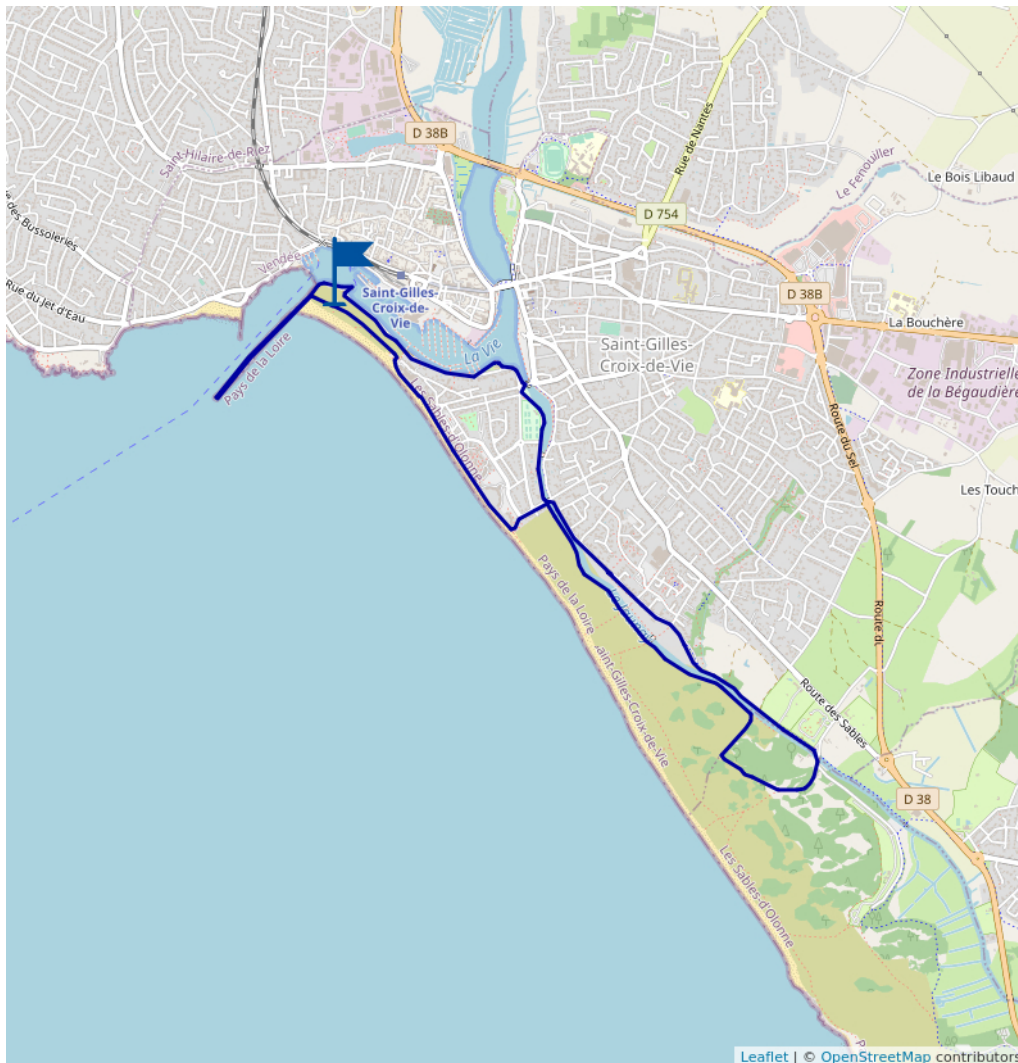 D 38B
Saint-Hilaire-de-Riez
Rue de Nantes
Le Fenouiller
Le Bois Libaud
D 754
e des Bussoleries
Vendée
Rue du Jet d'Eau
Saint-Gilles-
Croix-de-
Vie
D 38B
La Bouchère
Pays de la Loire
La Vie
Saint-Gilles-
Croix-de-Vie
Zone Industrielle
de la Bégaudière
Les Sables-d'Olonne
Route du Sel
Les Touch
Pays de la Loire
Route du
Saint-Gilles-Croix-de-Vie
Route des Sables
D 38
Les Sables-d'Olonne
Leaflet | © OpenStreetMap contributors